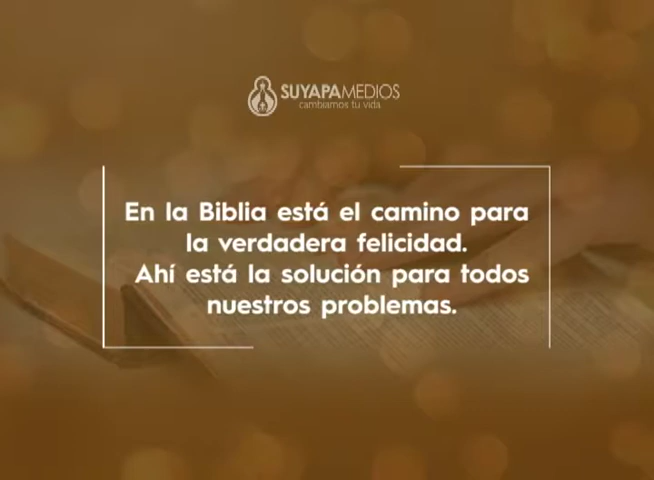 SUYAPAMEDIOS
cambiamos tu vida
En la Biblia está el camino para
la verdadera felicidad.
Ahí está la solución para todos
nuestros problemas.